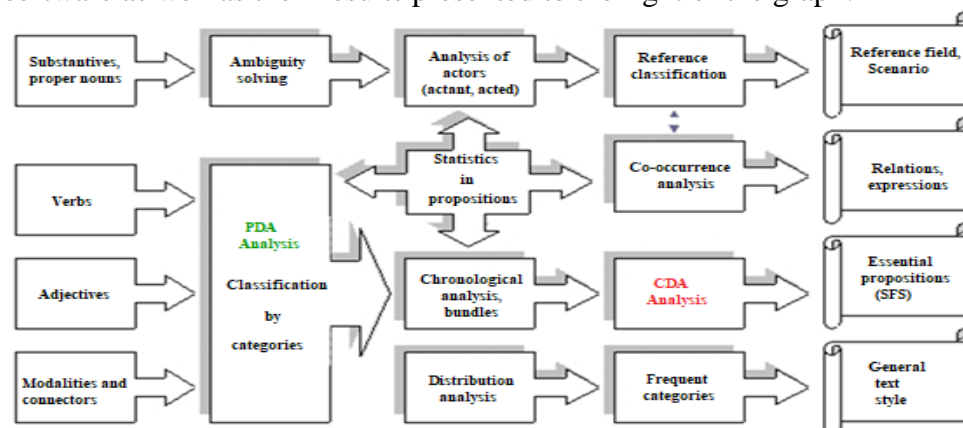 Substantives,
proper nouns
Ambiguity
solving
Analysis of
actors
(actant, acted)
Reference
classification
Reference field,
Scenario
Verbs
Statistics
in
propositions
Co-occurrence
analysis
Relations,
expressions
PDA
Analysis
Classification
by
categories
Adjectives
Chronological
analysis,
bundles
CDA
Analysis
Essential
propositions
(SFS)
Modalities and
connectors
Distribution
analysis
Frequent
categories
General
text
style